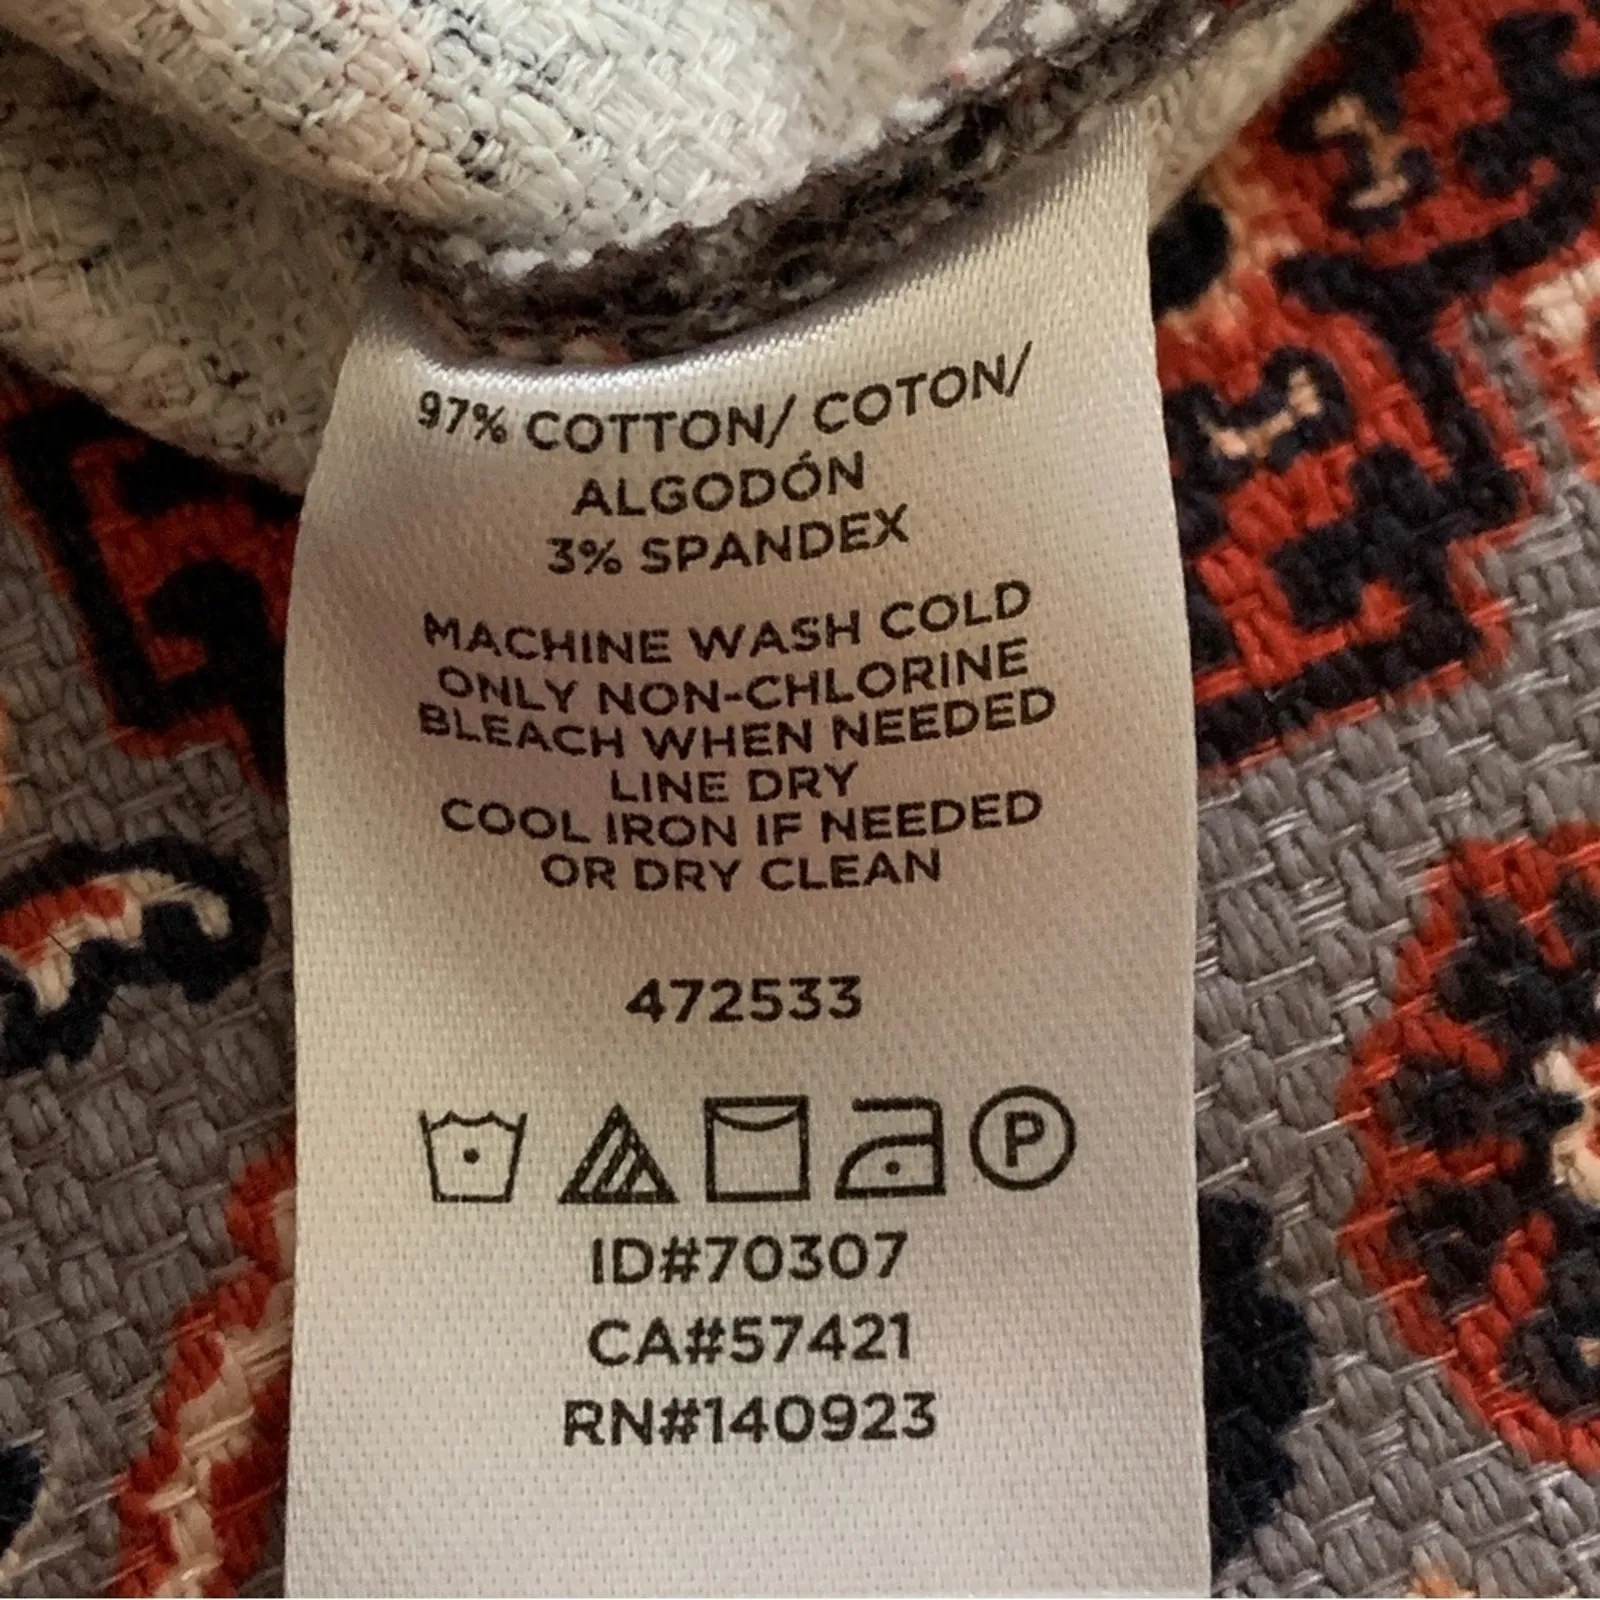 97% COTTON/ COTON/
ALGODÓN
3% SPANDEX
MACHINE WASH COLD
ONLY NON-CHLORINE
BLEACH WHEN NEEDED
LINE DRY
COOL IRON IF NEEDED
OR DRY CLEAN
472533
P
ID#70307
CA#57421
RN#140923